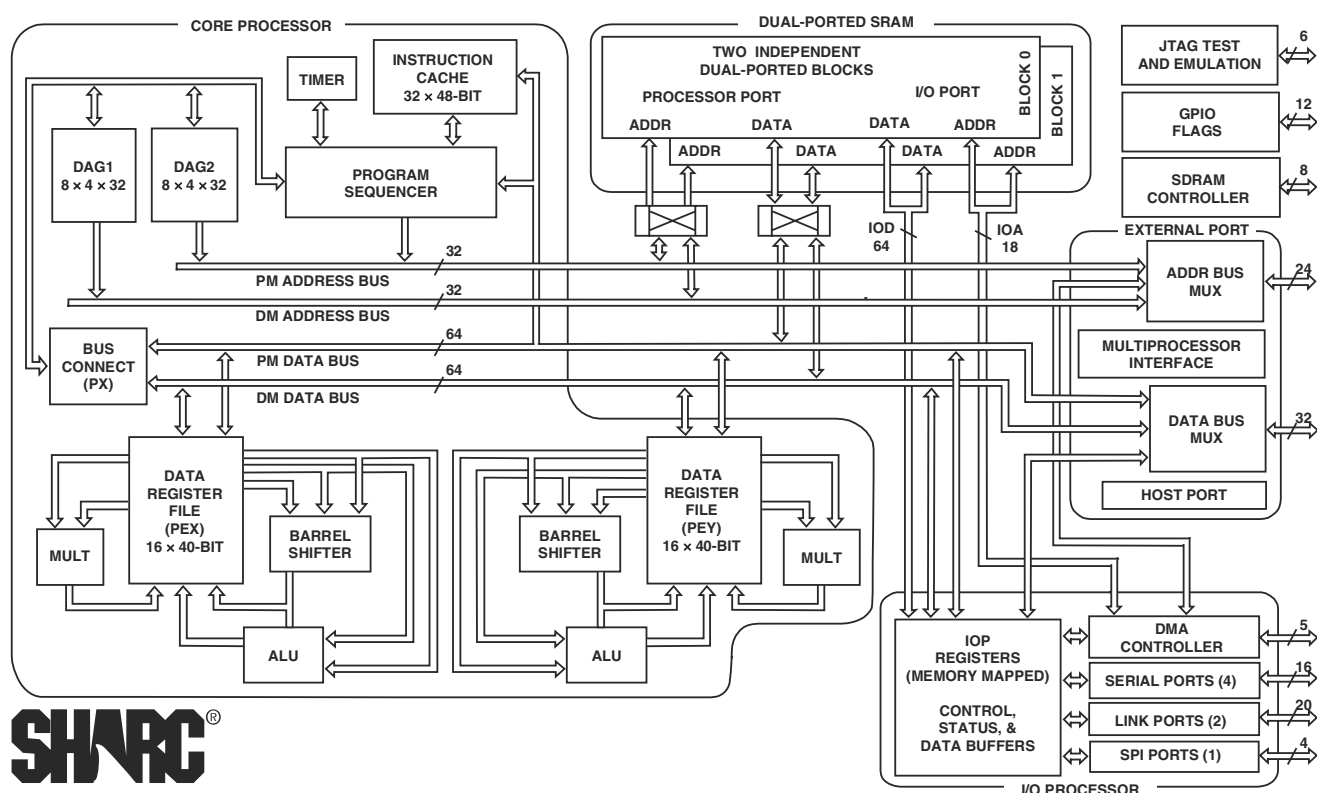 CORE PROCESSOR
TIMER
INSTRUCTION
CACHE
32 × 48-BIT
DAG1
8 × 4 × 32
DAG2
8 × 4 × 32
PROGRAM
SEQUENCER
DUAL-PORTED SRAM
TWO INDEPENDENT
DUAL-PORTED BLOCKS
PROCESSOR PORT
I/O PORT
BLOCK 0
BLOCK 1
ADDR
DATA
DATA
ADDR
ADDR
DATA
DATA
ADDR
JTAG TEST
AND EMULATION
6
GPIO
FLAGS
12
SDRAM
CONTROLLER
8
IOD
64
IOA
18
EXTERNAL PORT
ADDR BUS
MUX
24
MULTIPROCESSOR
INTERFACE
DATA BUS
MUX
32
HOST PORT
32
PM ADDRESS BUS
32
DM ADDRESS BUS
BUS
CONNECT
(PX)
64
PM DATA BUS
64
DM DATA BUS
MULT
DATA
REGISTER
FILE
(PEX)
16 × 40-BIT
BARREL
SHIFTER
ALU
BARREL
SHIFTER
DATA
REGISTER
FILE
(PEY)
16 × 40-BIT
MULT
ALU
IOP
REGISTERS
(MEMORY MAPPED)
CONTROL,
STATUS, &
DATA BUFFERS
DMA
CONTROLLER
5
SERIAL PORTS (4)
16
LINK PORTS (2)
20
SPI PORTS (1)
4
I/O PROCESSOR
SHARC®